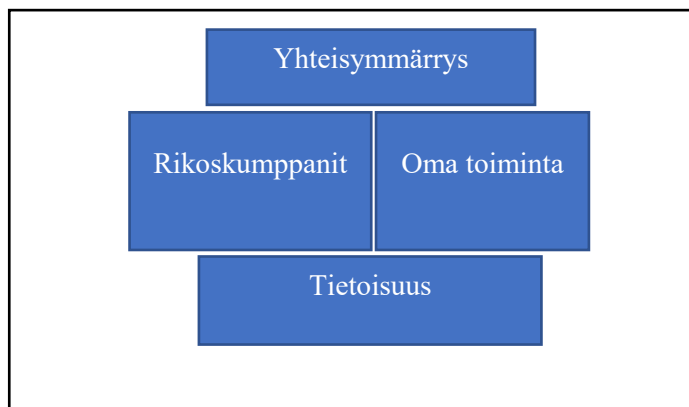 Yhteisymmärrys
Rikoskumppanit
Oma toiminta
Tietoisuus